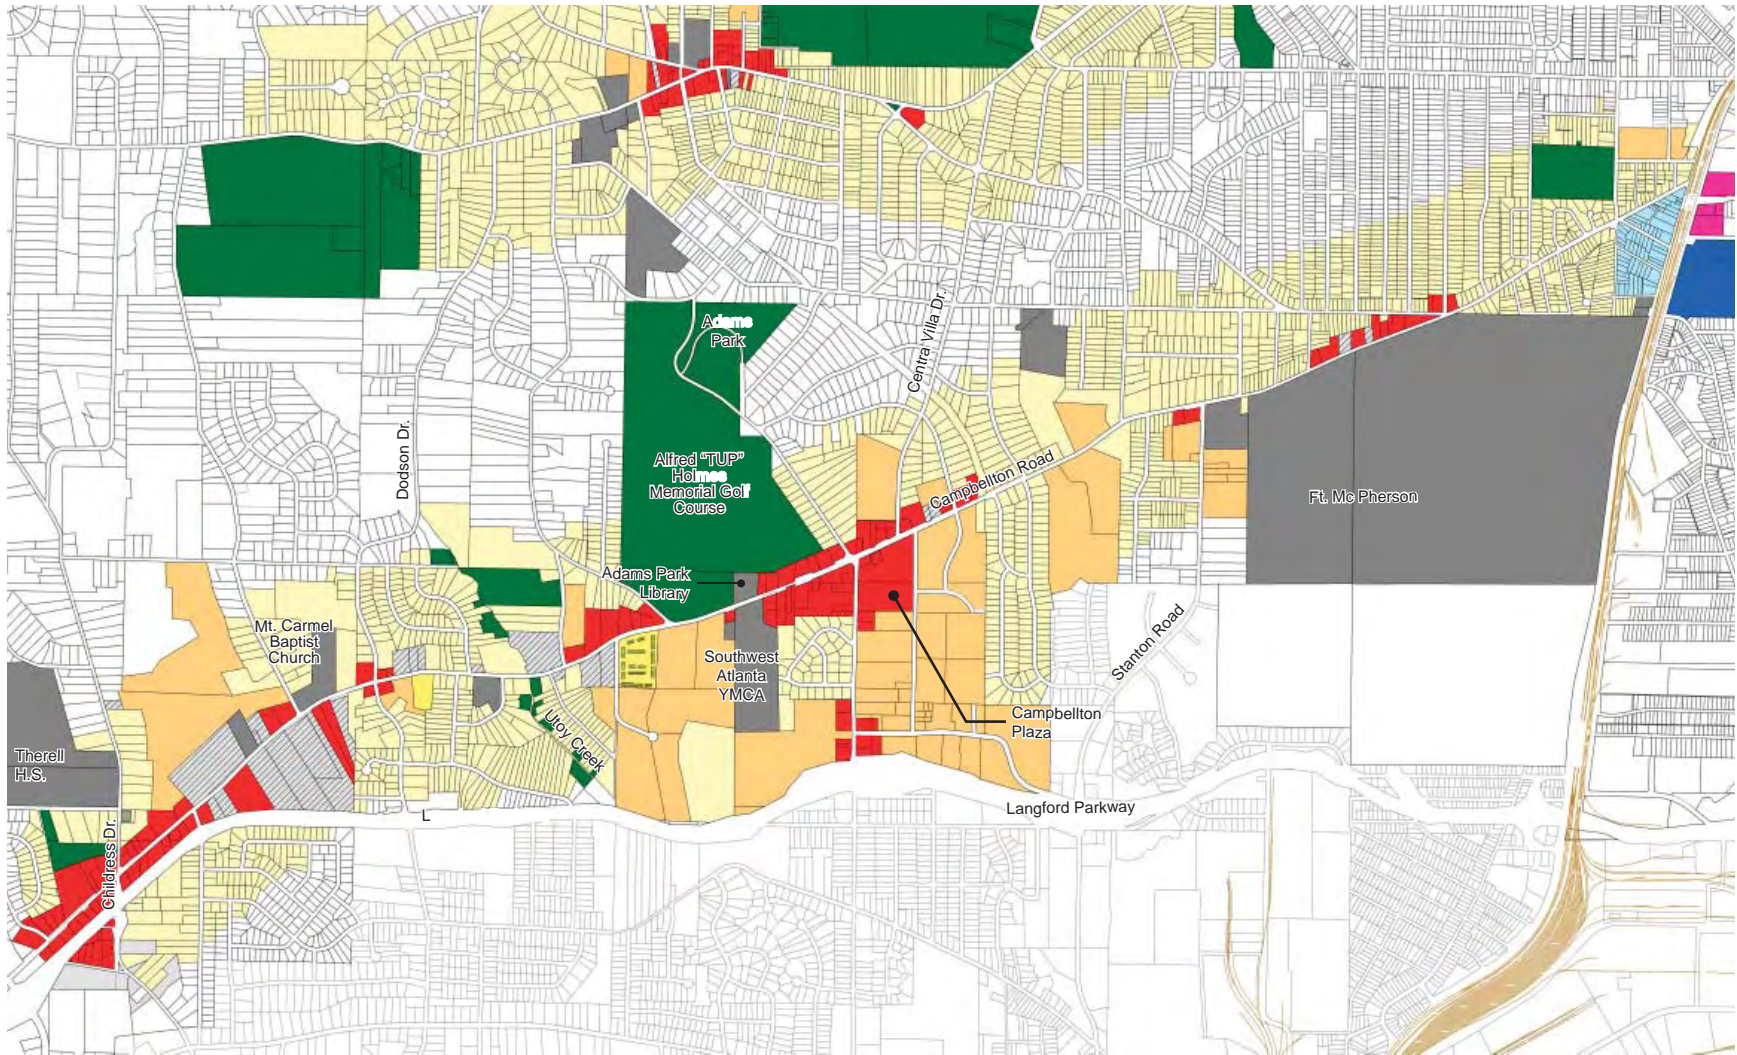 Adams
Park
Centra Villa Dr.
Dodson Dr.
Alfred "TUP"
Holmes
Memorial Golf
Course
Campbellton Road
Ft. Mc Pherson
Adams Park
Library
Mt. Carmel
Baptist
Church
Southwest
Atlanta
YMCA
Stanton Road
Campbellton
Plaza
Utoy Creek
Therell
H.S.
Langford Parkway
L
Childress Dr.